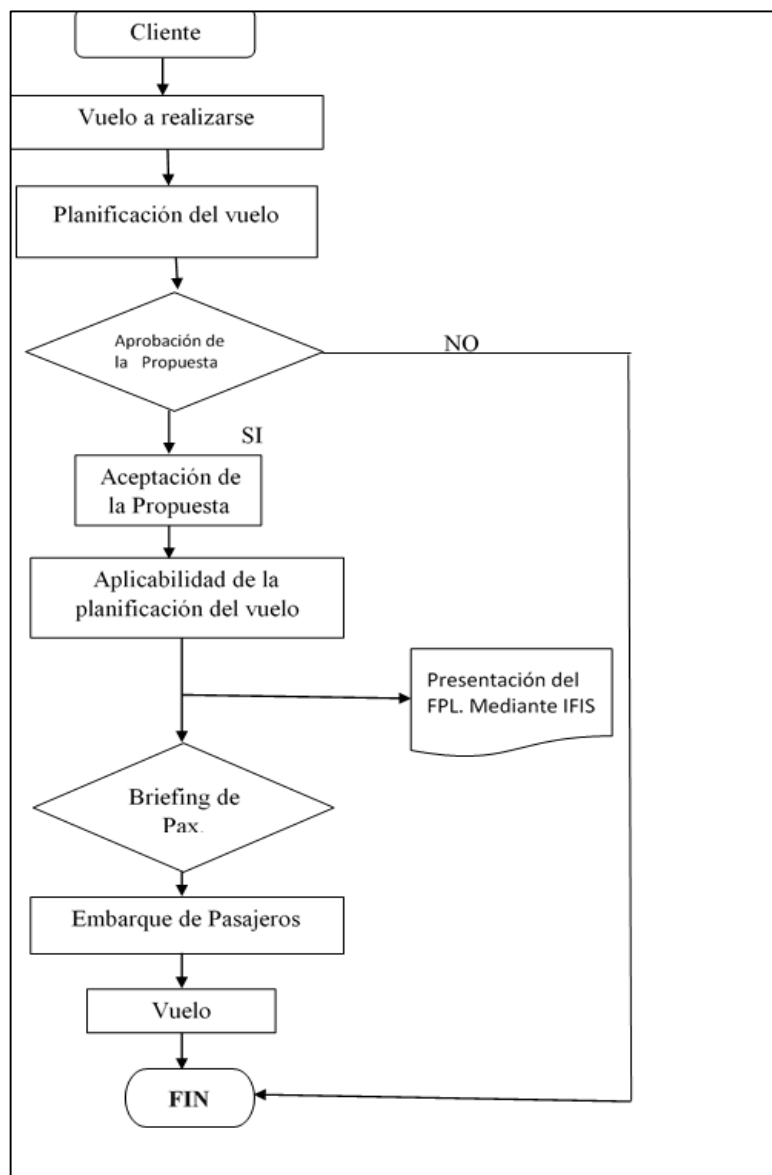 Cliente
Vuelo a realizarse
Planificación del vuelo
Aprobación de
la Propuesta
NO
SI
Aceptación de
la Propuesta
Aplicabilidad de la
planificación del vuelo
Presentación del
FPL. Mediante IFIS
Briefing de
Pax.
Embarque de Pasajeros
Vuelo
FIN